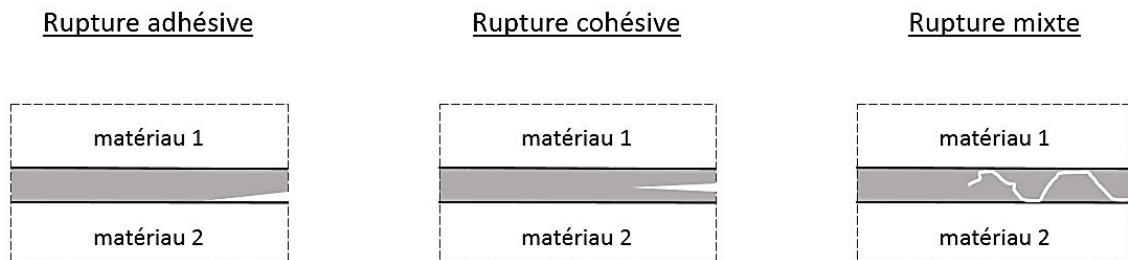 Rupture adhésive
Rupture cohésive
Rupture mixte
matériau 1
matériau 1
matériau 1
matériau 2
matériau 2
matériau 2